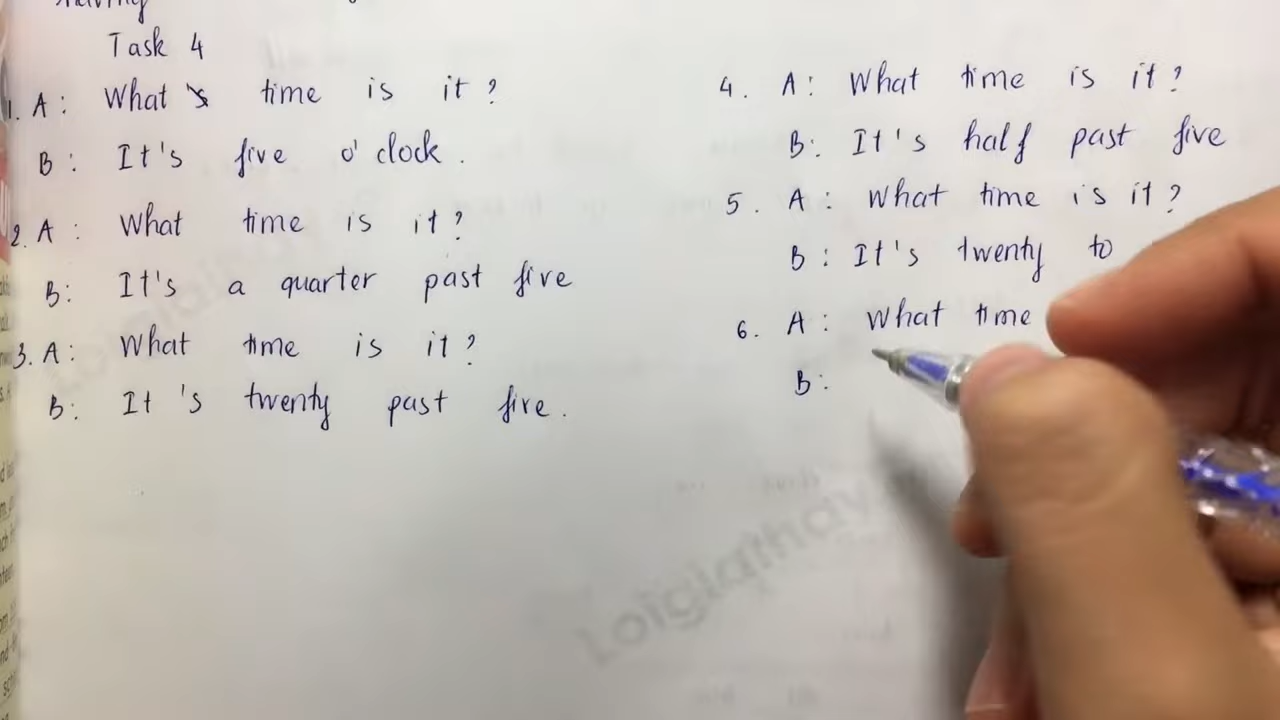 Task 4
1. A: What time is it?
B: It's five o'clock.
2. A: What time is it?
B: It's a quarter past five
3. A: What time is it?
B: It's twenty past five.
4. A: What time is it?
B: It's half past five
5. A: What time is it?
B: It's twenty to
6. A: What time
B:
Loigiaihay